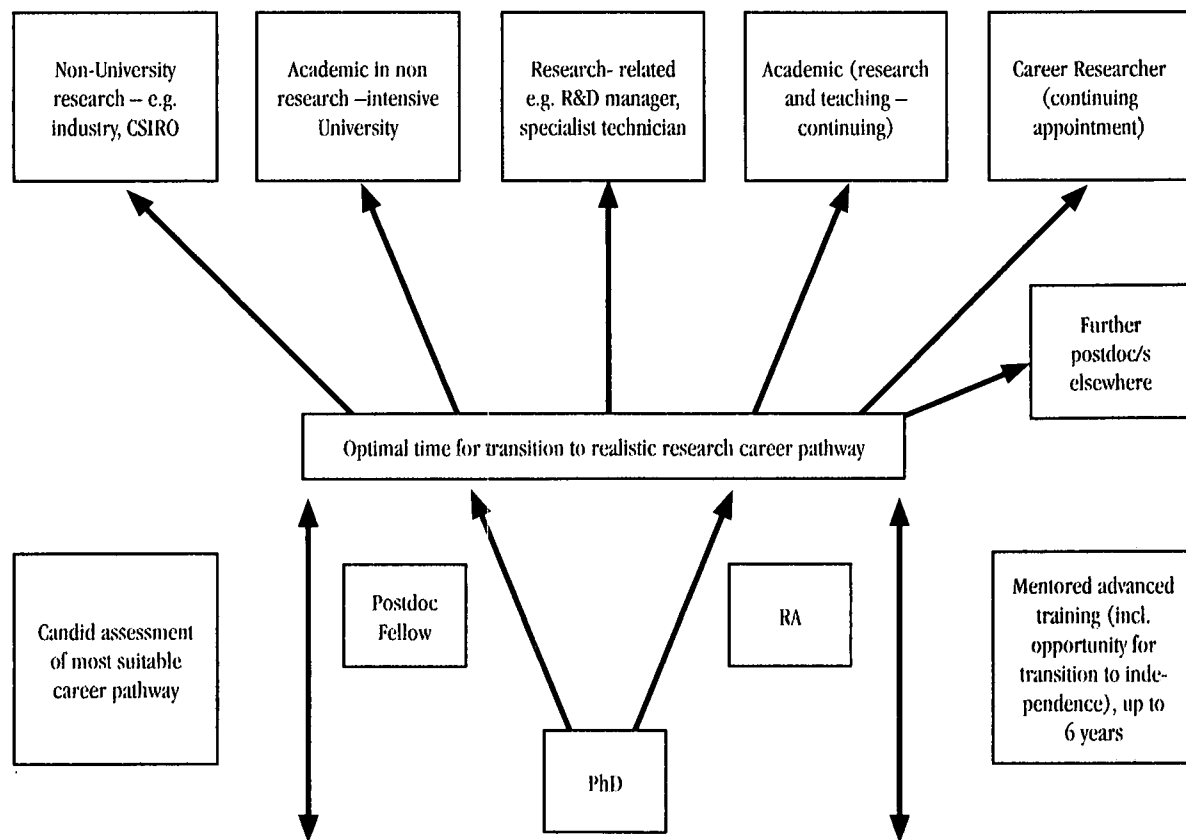 Non-University
research – e.g.
industry, CSIRO
Academic in non
research –intensive
University
Research- related
e.g. R&D manager,
specialist technician
Academic (research
and teaching –
continuing)
Career Researcher
(continuing
appointment)
Further
postdoc/s
elsewhere
Optimal time for transition to realistic research career pathway
Candid assessment
of most suitable
career pathway
Postdoc
Fellow
RA
Mentored advanced
training (incl.
opportunity for
transition to inde-
pendence), up to
6 years
PhD